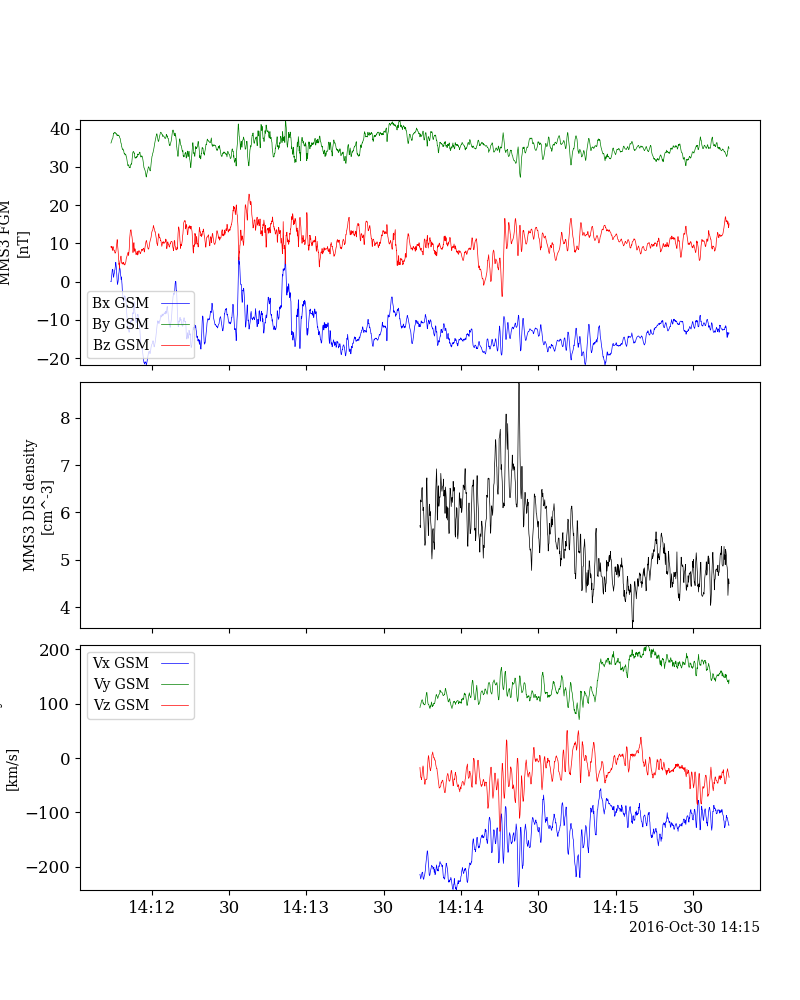 40
30
20
10
0
−10
−20
MMS3 FGM
[nT]
Bx GSM
By GSM
Bz GSM
8
7
6
5
4
MMS3 DIS density
[cm^-3]
200
100
0
−100
−200
[km/s]
Vx GSM
Vy GSM
Vz GSM
14:12 30 14:13 30 14:14 30 14:15 30
2016-Oct-30 14:15